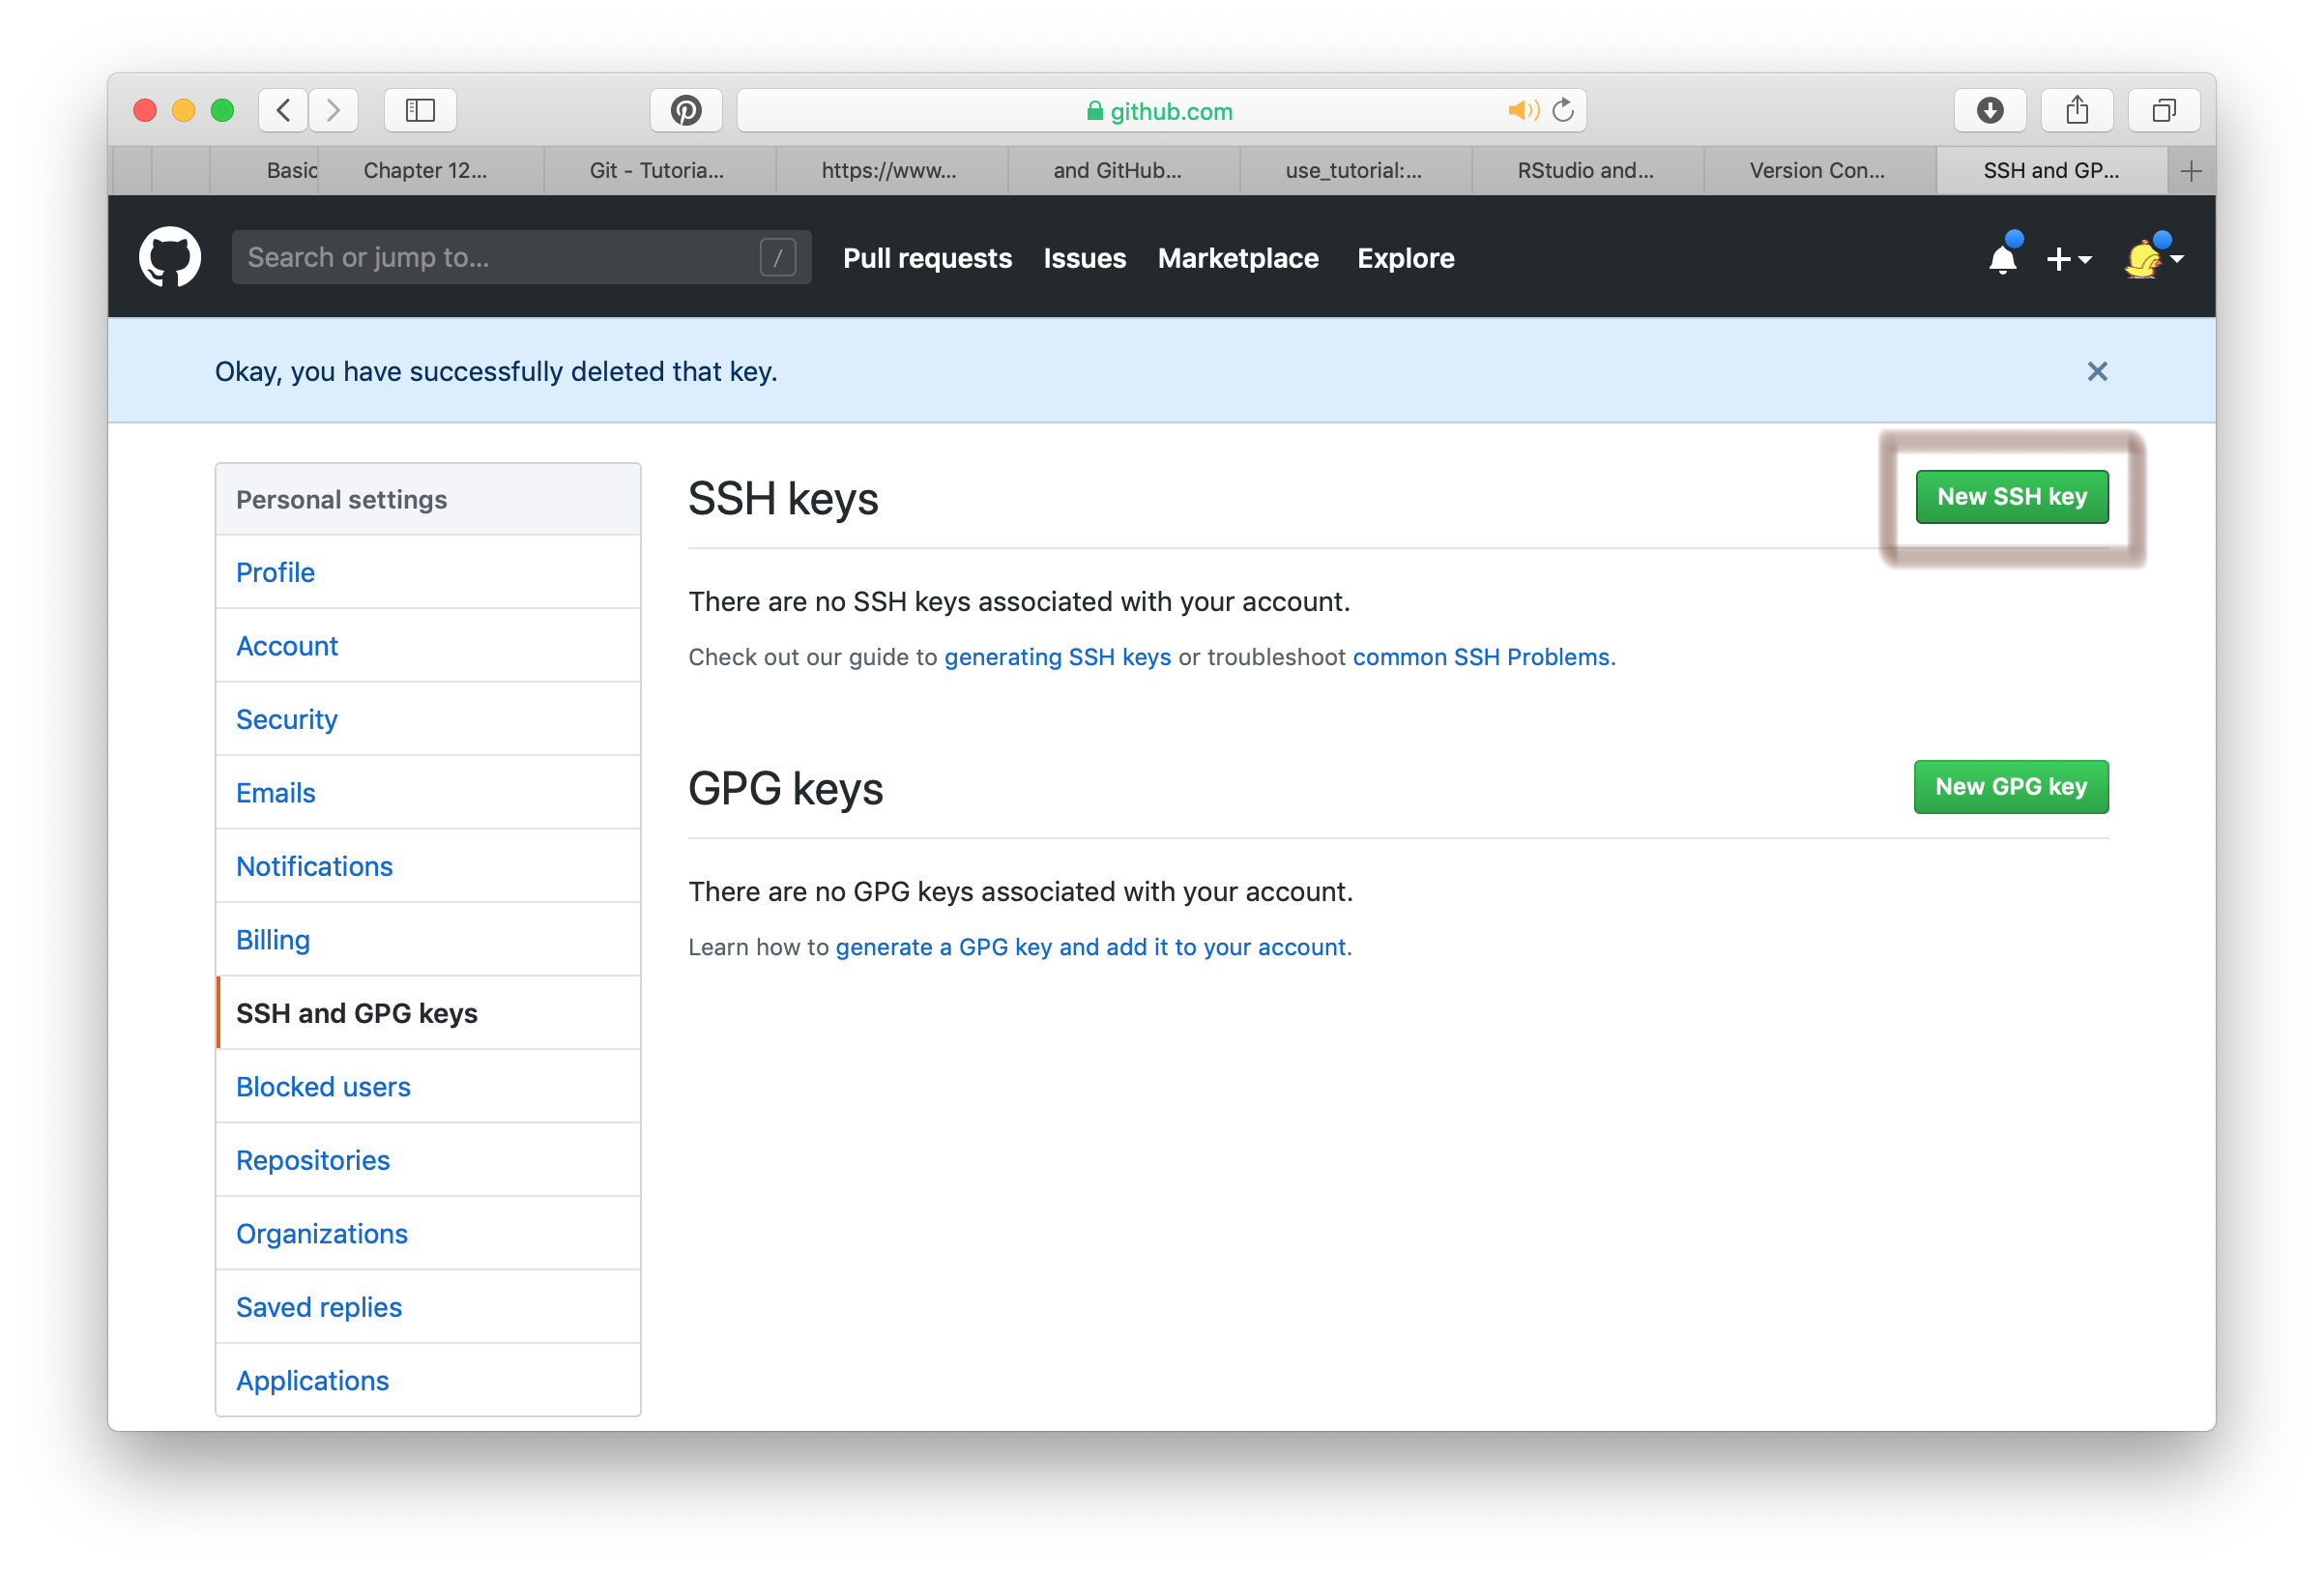 github.com
Basic
Chapter 12...
Git - Tutoria...
https://www...
and GitHub...
use_tutorial:...
RStudio and...
Version Con...
SSH and GP...
Search or jump to...
/
Pull requests
Issues
Marketplace
Explore
Okay, you have successfully deleted that key.
Personal settings
Profile
Account
Security
Emails
Notifications
Billing
SSH and GPG keys
Blocked users
Repositories
Organizations
Saved replies
Applications
SSH keys
New SSH key
There are no SSH keys associated with your account.
Check out our guide to generating SSH keys or troubleshoot common SSH Problems.
GPG keys
New GPG key
There are no GPG keys associated with your account.
Learn how to generate a GPG key and add it to your account.